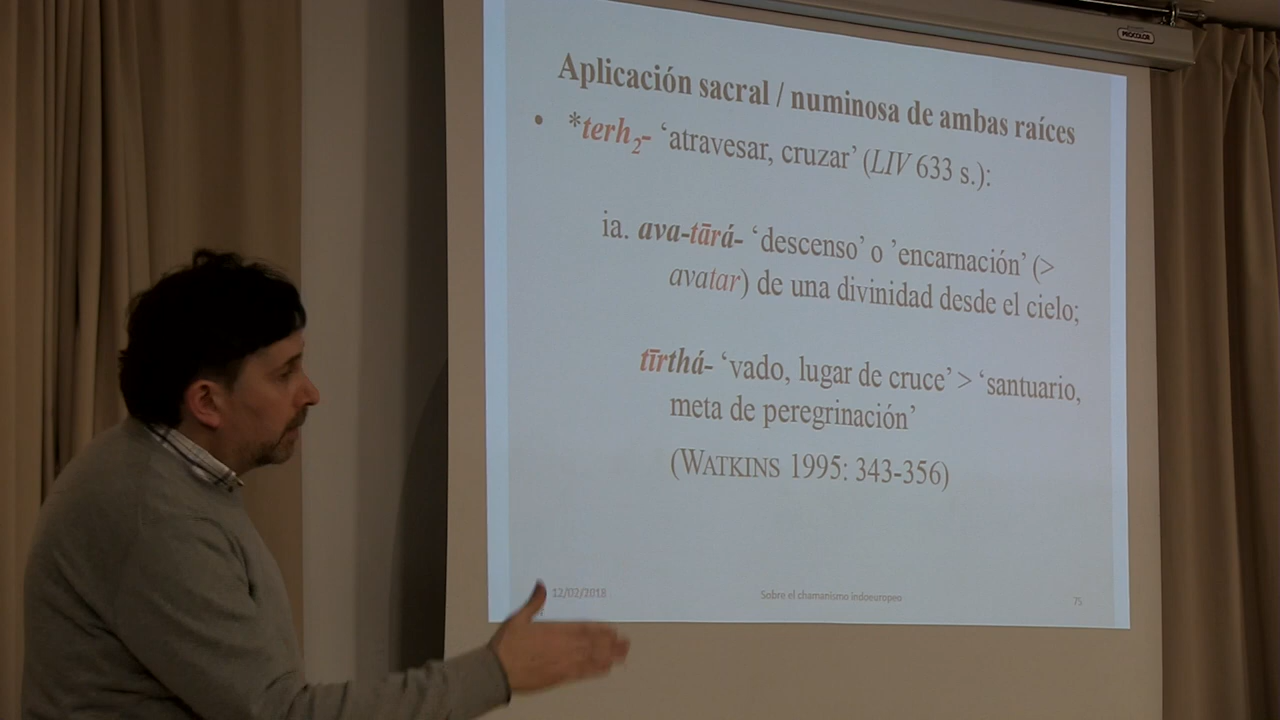 PROCOLOR
Aplicación sacral / numinosa de ambas raíces
• *terh₂- ‘atravesar, cruzar’ (LIV 633 s.):
ia. ava-tārá- ‘descenso’ o ’encarnación’ (>
avatar) de una divinidad desde el cielo;
tīrthá- ‘vado, lugar de cruce’ > ‘santuario,
meta de peregrinación’
(WATKINS 1995: 343-356)
12/02/2018 Sobre el chamanismo indoeuropeo 75